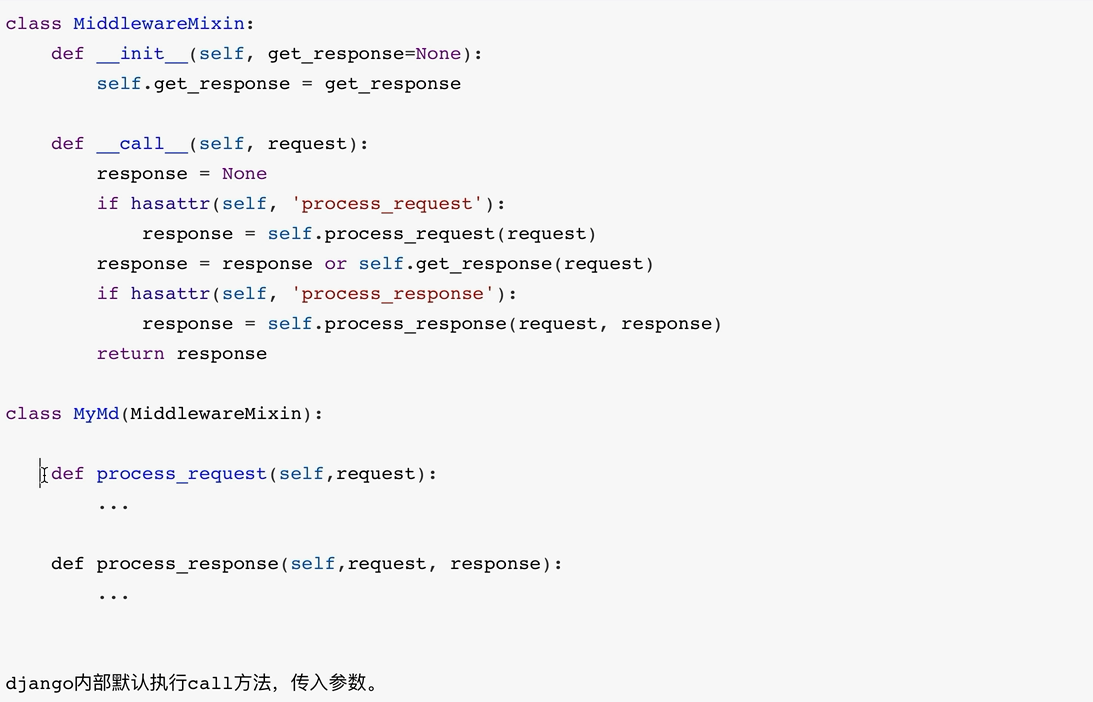 class MiddlewareMixin:
    def __init__(self, get_response=None):
        self.get_response = get_response
    def __call__(self, request):
        response = None
        if hasattr(self, 'process_request'):
            response = self.process_request(request)
        response = response or self.get_response(request)
        if hasattr(self, 'process_response'):
            response = self.process_response(request, response)
        return response
class MyMd(MiddlewareMixin):
    def process_request(self,request):
        ...
    def process_response(self,request, response):
        ...
django内部默认执行call方法，传入参数。